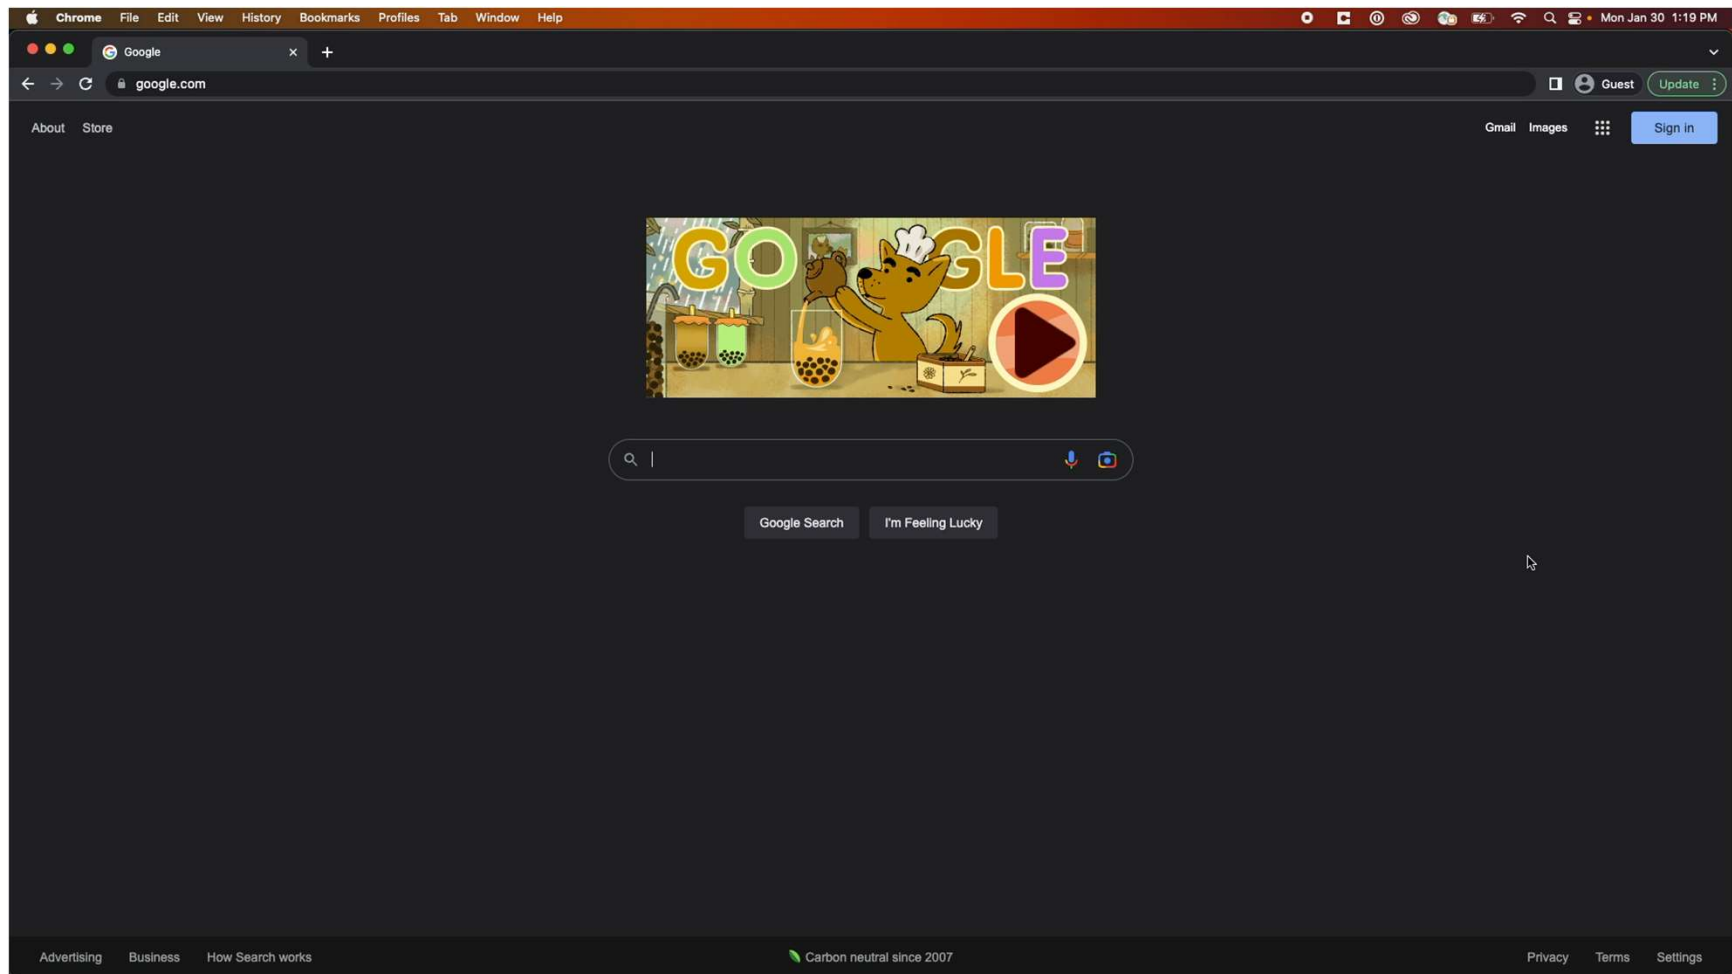 Chrome File Edit View History Bookmarks Profiles Tab Window Help Mon Jan 30 1:19 PM
Google
google.com Guest Update
About Store Gmail Images Sign in
GOOGLE
Google Search I'm Feeling Lucky
Advertising Business How Search works Carbon neutral since 2007 Privacy Terms Settings